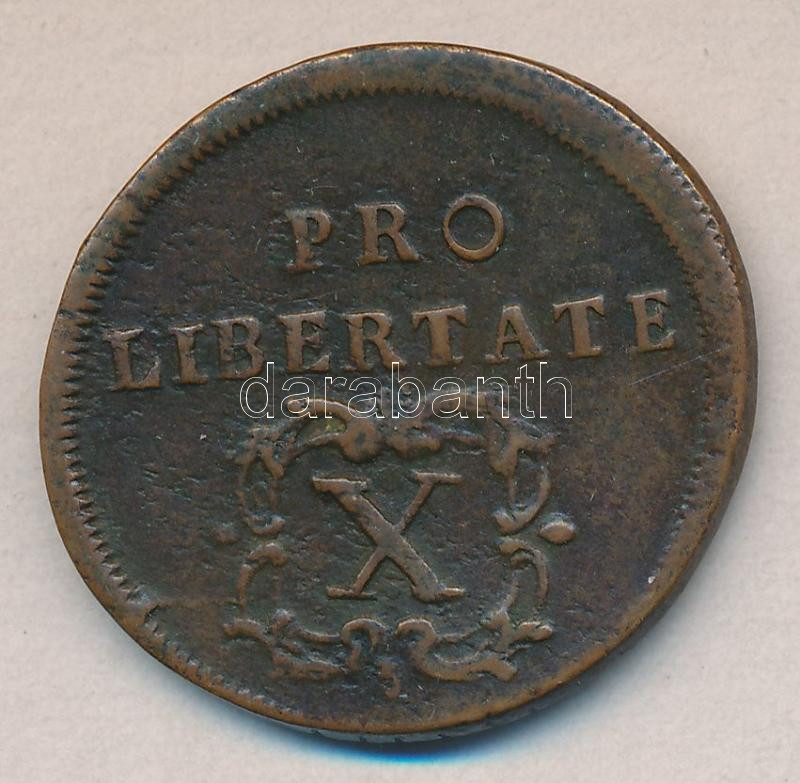 PRO
LIBERTATE
darabanth
X